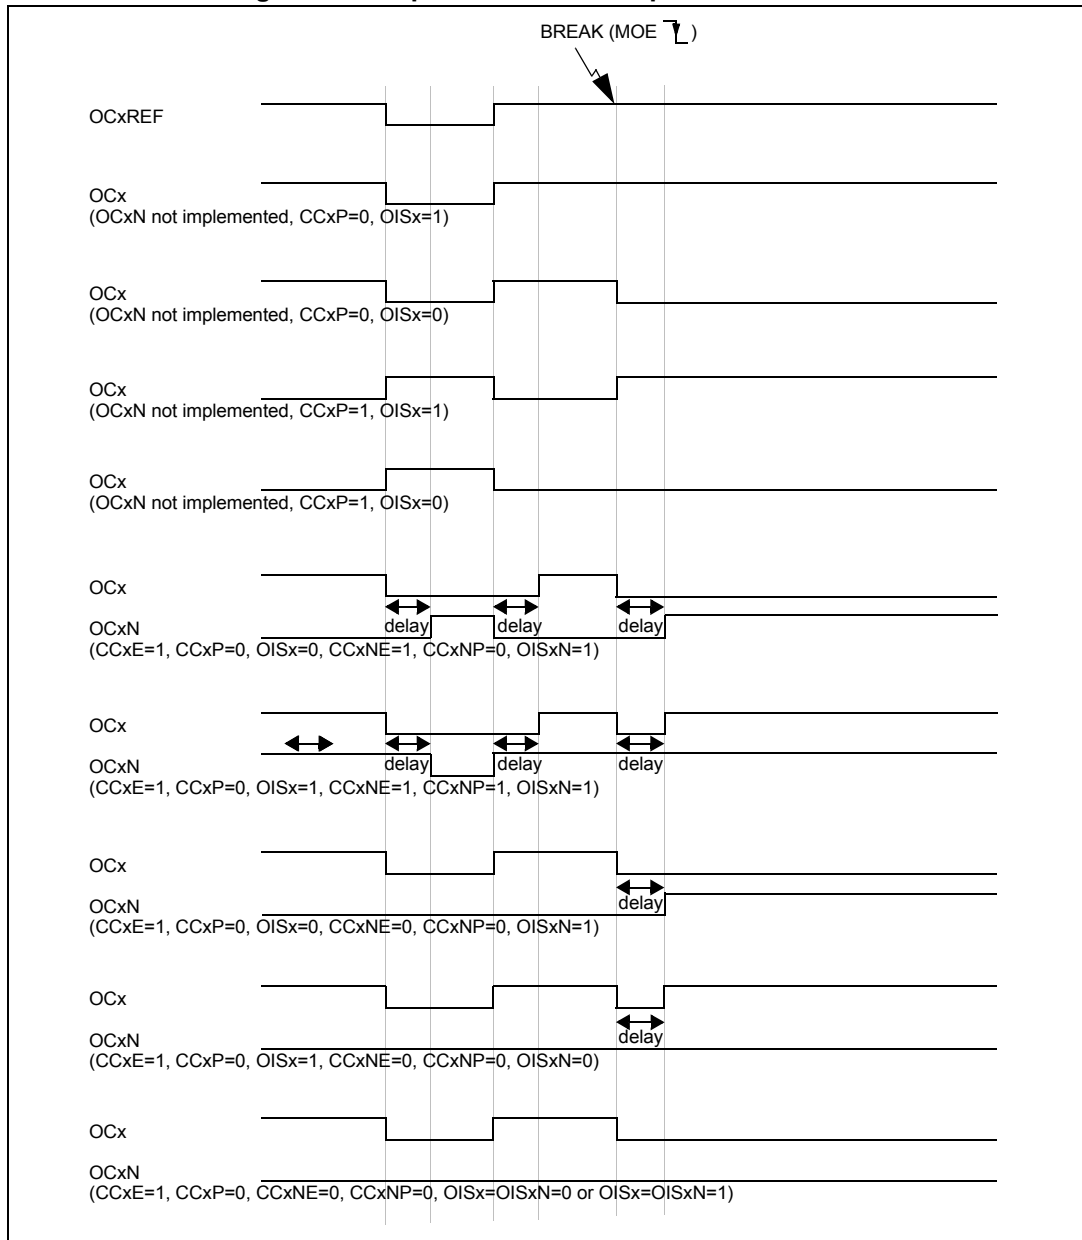 BREAK (MOE )
OCxREF
OCx
(OCxN not implemented, CCxP=0, OISx=1)
OCx
(OCxN not implemented, CCxP=0, OISx=0)
OCx
(OCxN not implemented, CCxP=1, OISx=1)
OCx
(OCxN not implemented, CCxP=1, OISx=0)
OCx
delay delay delay
OCxN
(CCxE=1, CCxP=0, OISx=0, CCxNE=1, CCxNP=0, OISxN=1)
OCx
delay delay delay
OCxN
(CCxE=1, CCxP=0, OISx=1, CCxNE=1, CCxNP=1, OISxN=1)
OCx
delay
OCxN
(CCxE=1, CCxP=0, OISx=0, CCxNE=0, CCxNP=0, OISxN=1)
OCx
delay
OCxN
(CCxE=1, CCxP=0, OISx=1, CCxNE=0, CCxNP=0, OISxN=0)
OCx
OCxN
(CCxE=1, CCxP=0, CCxNE=0, CCxNP=0, OISx=OISxN=0 or OISx=OISxN=1)